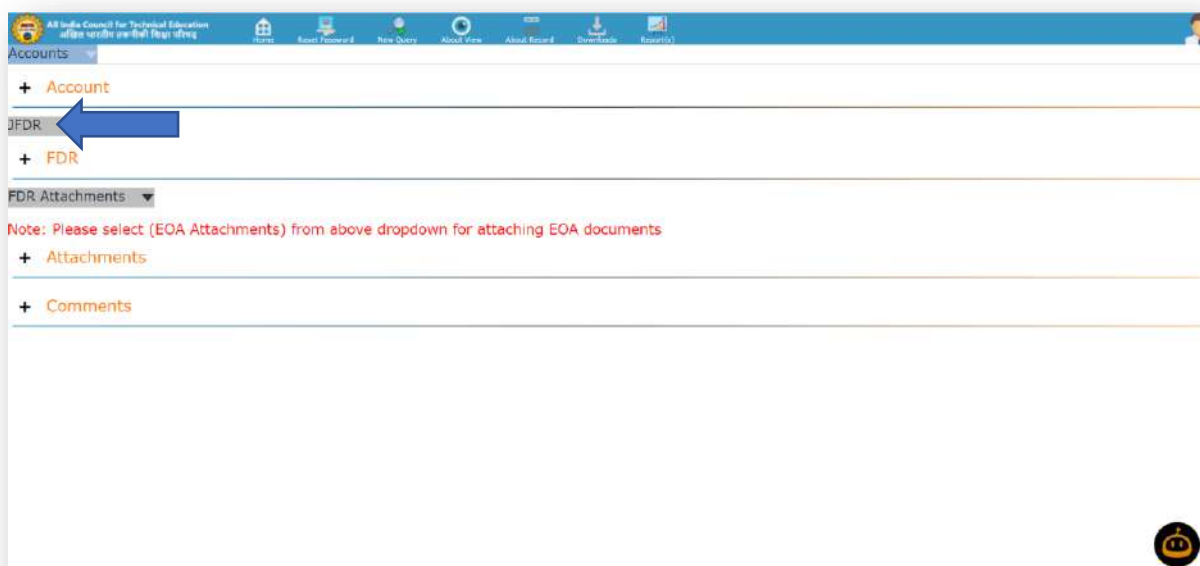 All India Council for Technical Education
अखिल भारतीय तकनीकी शिक्षा परिषद
Home Reset Password New Query About View About Record Downloads Report(s)
Accounts
+ Account
JFDR
+ FDR
FDR Attachments
Note: Please select (EOA Attachments) from above dropdown for attaching EOA documents
+ Attachments
+ Comments